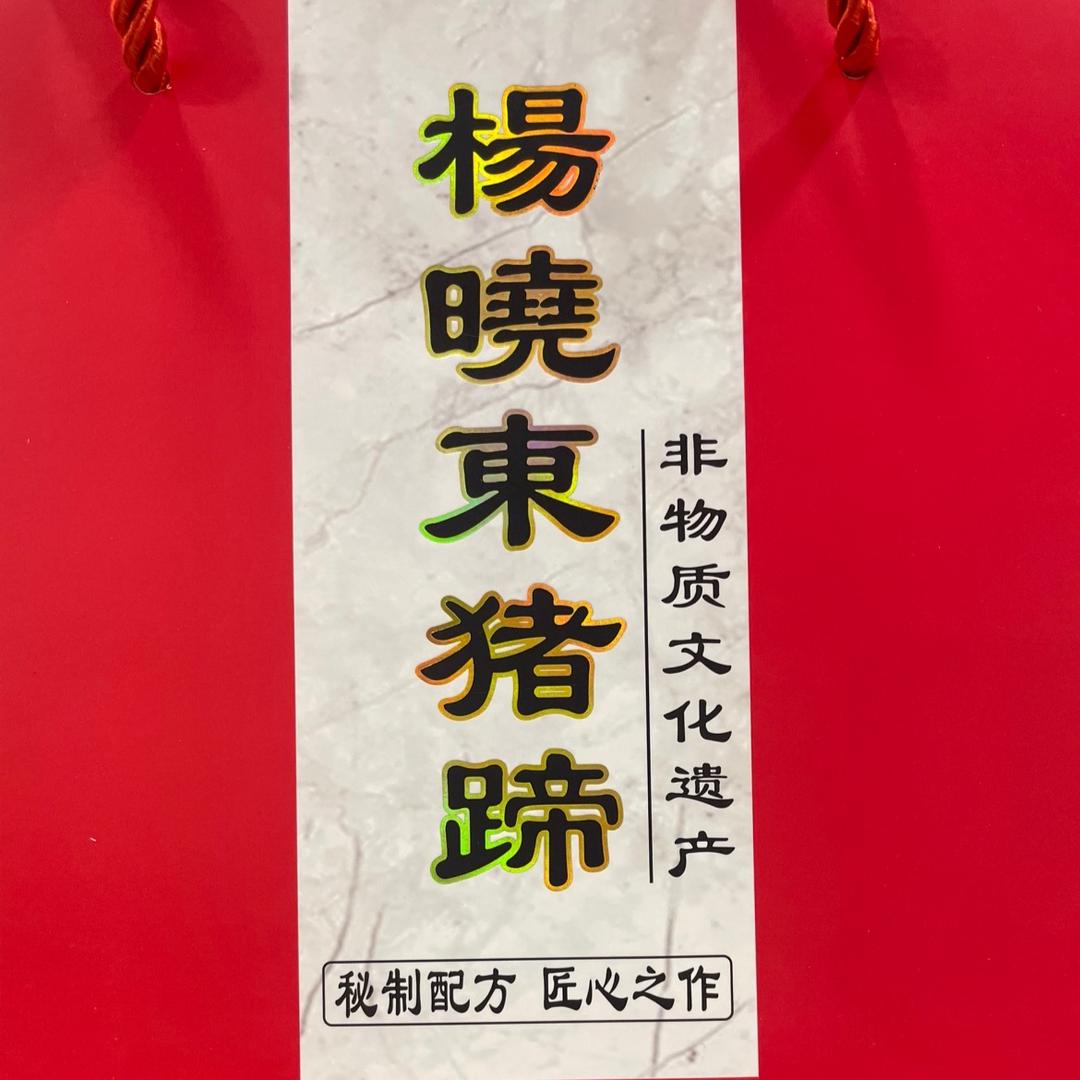 楊曉東猪蹄
非物质文化遗产
秘制配方 匠心之作